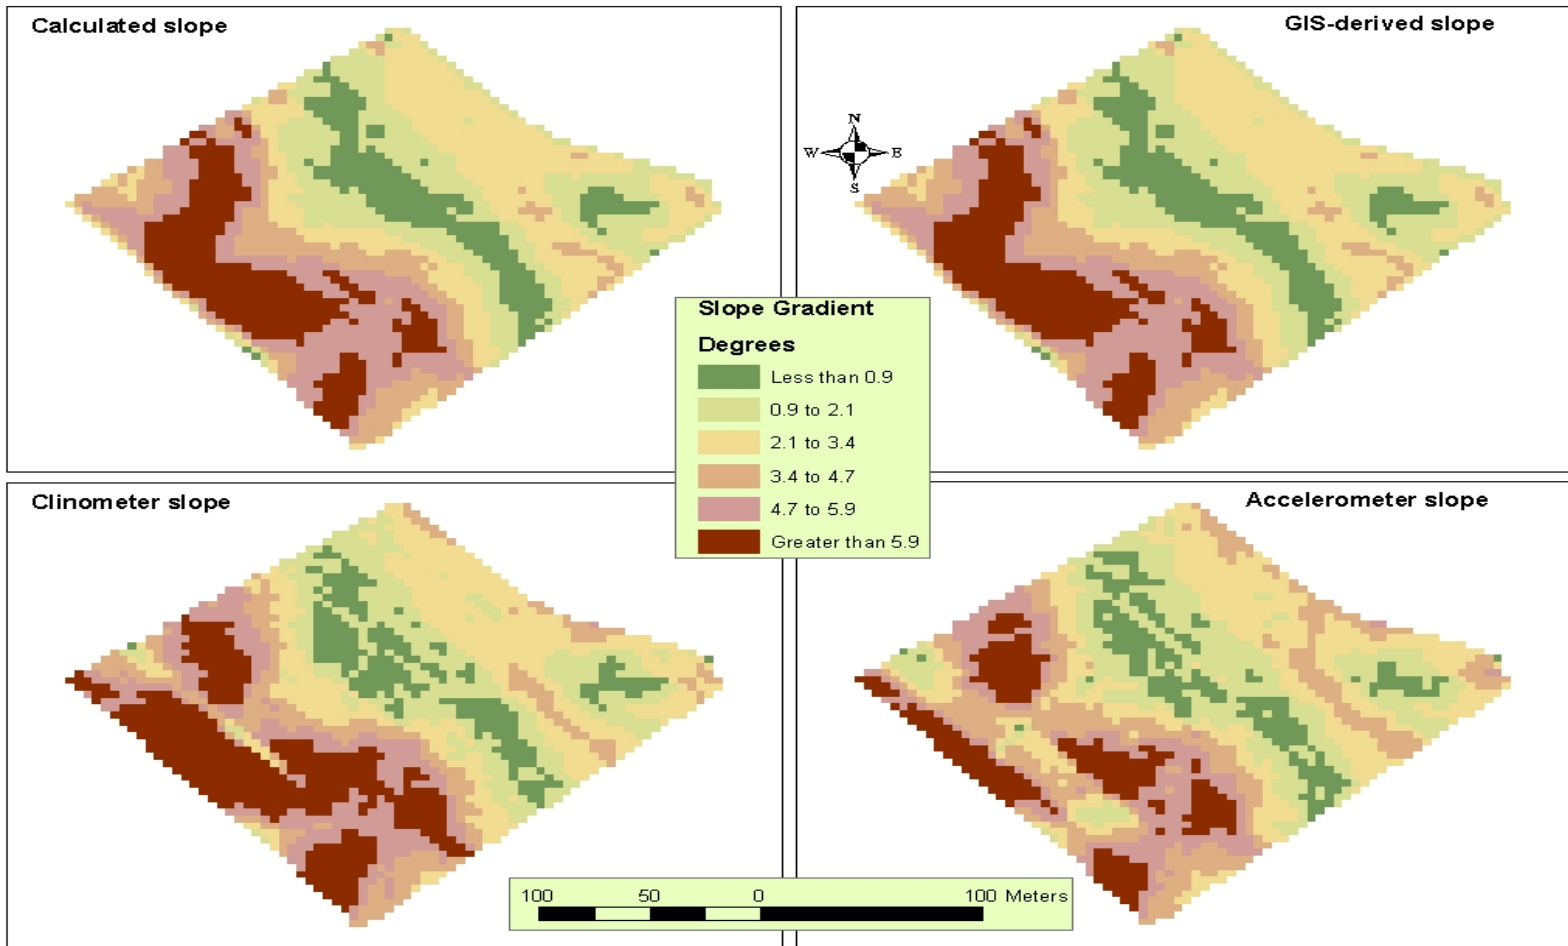 Calculated slope
GIS-derived slope
N
W E
S
Slope Gradient
Degrees
Less than 0.9
0.9 to 2.1
2.1 to 3.4
3.4 to 4.7
4.7 to 5.9
Greater than 5.9
Clinometer slope
Accelerometer slope
100 50 0 100 Meters